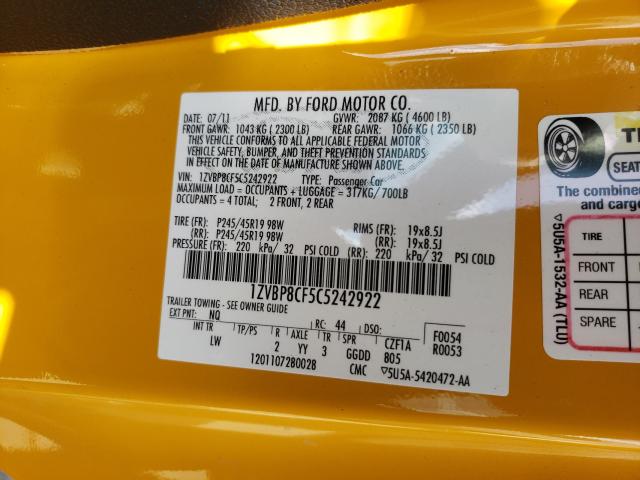 MFD. BY FORD MOTOR CO.
DATE: 07/11 GVWR: 2087 KG ( 4600 LB)
FRONT GAWR: 1043 KG ( 2300 LB) REAR GAWR: 1066 KG ( 2350 LB)
THIS VEHICLE CONFORMS TO ALL APPLICABLE FEDERAL MOTOR
VEHICLE SAFETY, BUMPER, AND THEFT PREVENTION STANDARDS
IN EFFECT ON THE DATE OF MANUFACTURE SHOWN ABOVE.
VIN: 1ZVBP8CF5C5242922 TYPE: Passenger Car
MAXIMUM LOAD = OCCUPANTS + LUGGAGE = 317KG/ 700LB
OCCUPANTS = 4 TOTAL; 2 FRONT, 2 REAR
TIRE (FR): P245/45R19 98W RIMS (FR): 19x8.5J
(RR): P245/45R19 98W (RR): 19x8.5J
PRESSURE (FR): 220 kPa/ 32 PSI COLD (RR): 220 kPa/ 32 PSI COLD
1ZVBP8CF5C5242922
TRAILER TOWING - SEE OWNER GUIDE
EXT PNT: NQ RC: 44 DSO: F0054
INT TR TP/PS R AXLE TR SPR CZF1A R0053
LW 2 YY 3 GGDD 805
1201107280028 CMC ▽5U5A-5420472-AA
▽5U5A-1532-AA (TL0)
SEAT
The combined
cargo
TIRE
FRONT
REAR
SPARE